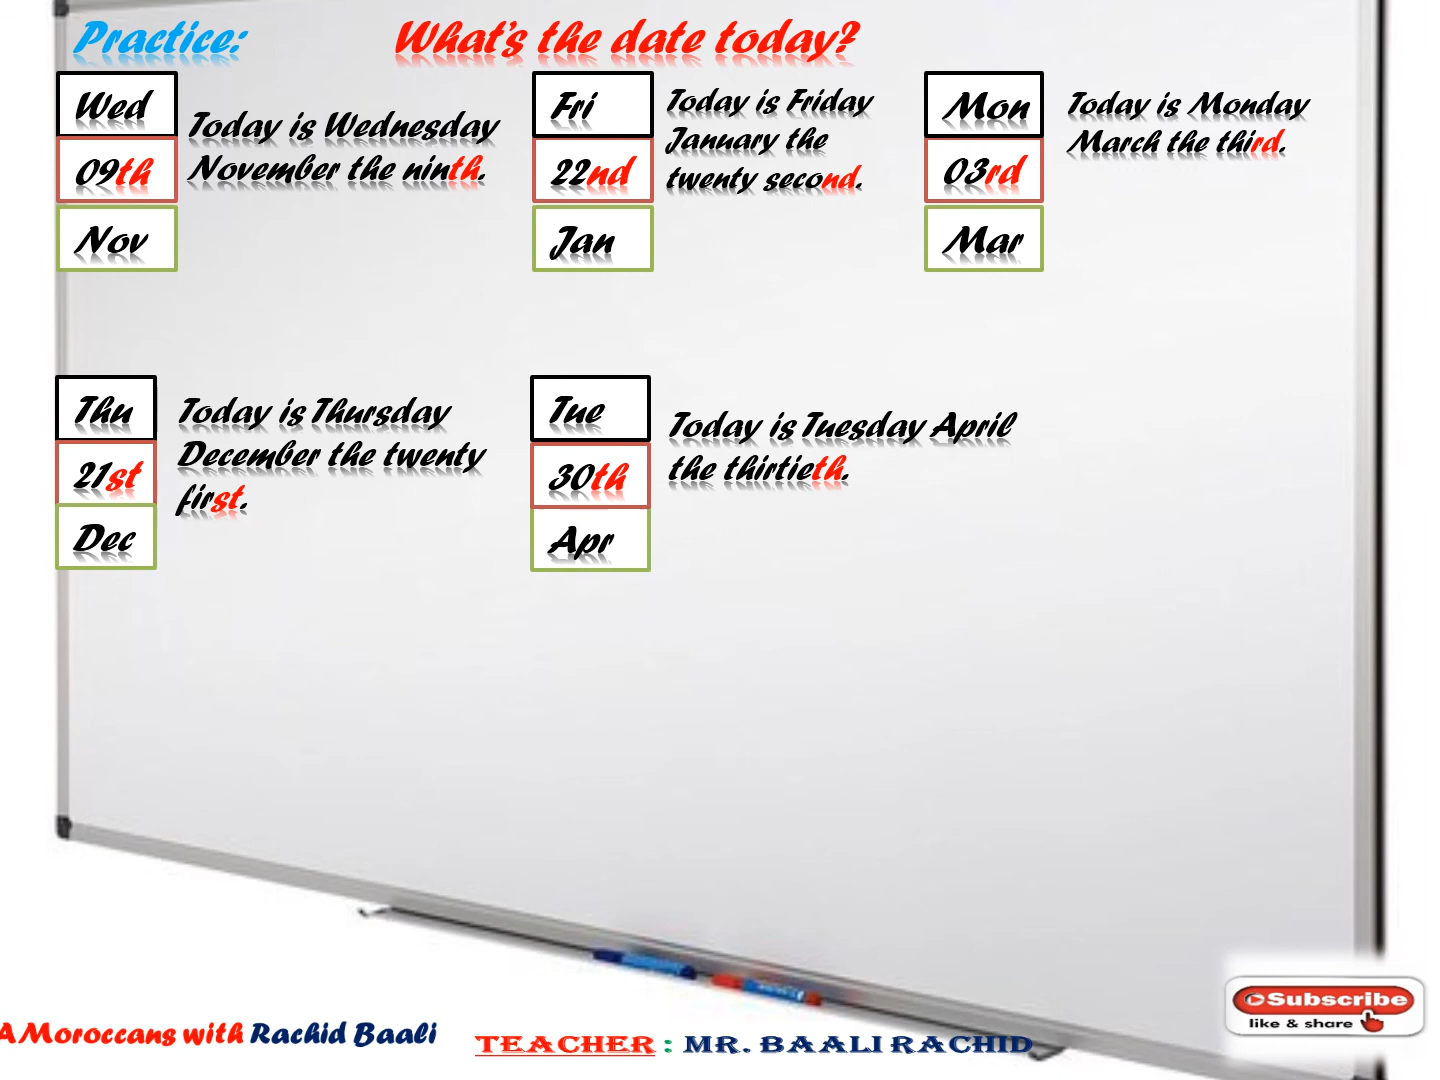 Practice:
What's the date today?
Wed
09th
Nov
Today is Wednesday
November the ninth.
Fri
22nd
Jan
Today is Friday
January the
twenty second.
Mon
03rd
Mar
Today is Monday
March the third.
Thu
21st
Dec
Today is Thursday
December the twenty
first.
Tue
30th
Apr
Today is Tuesday April
the thirtieth.
AMoroccans with Rachid Baali
TEACHER : MR. BAALI RACHID
Subscribe
like & share